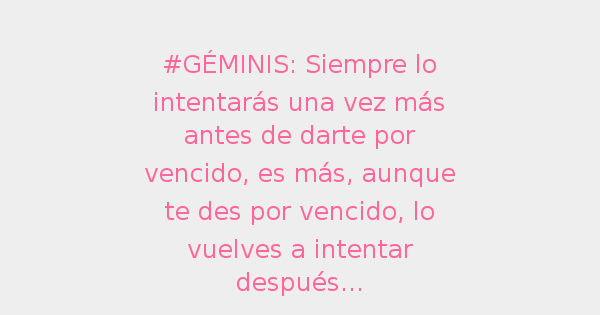 #GÉMINIS: Siempre lo
intentarás una vez más
antes de darte por
vencido, es más, aunque
te des por vencido, lo
vuelves a intentar
después...